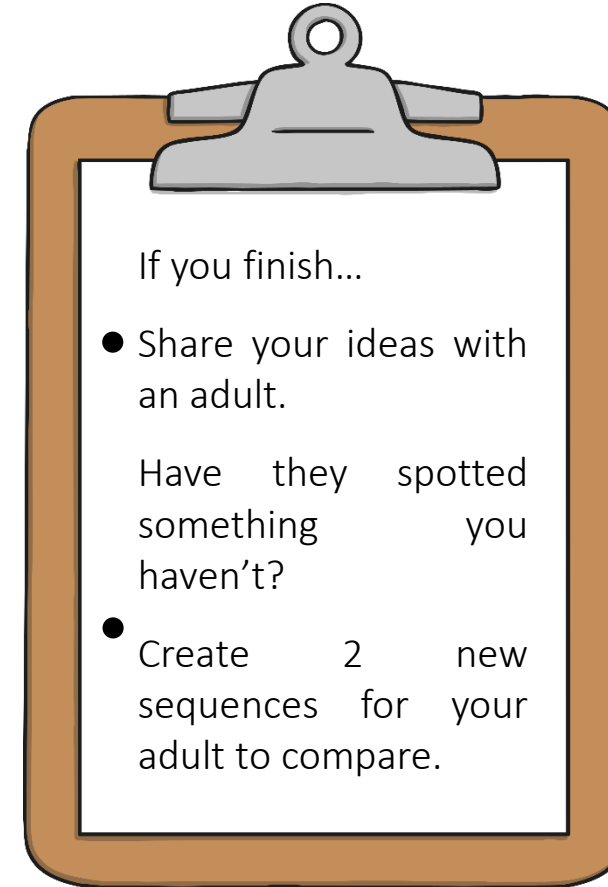 If you finish…
● Share your ideas with
an adult.
Have they spotted
something you
haven’t?
●
Create 2 new
sequences for your
adult to compare.